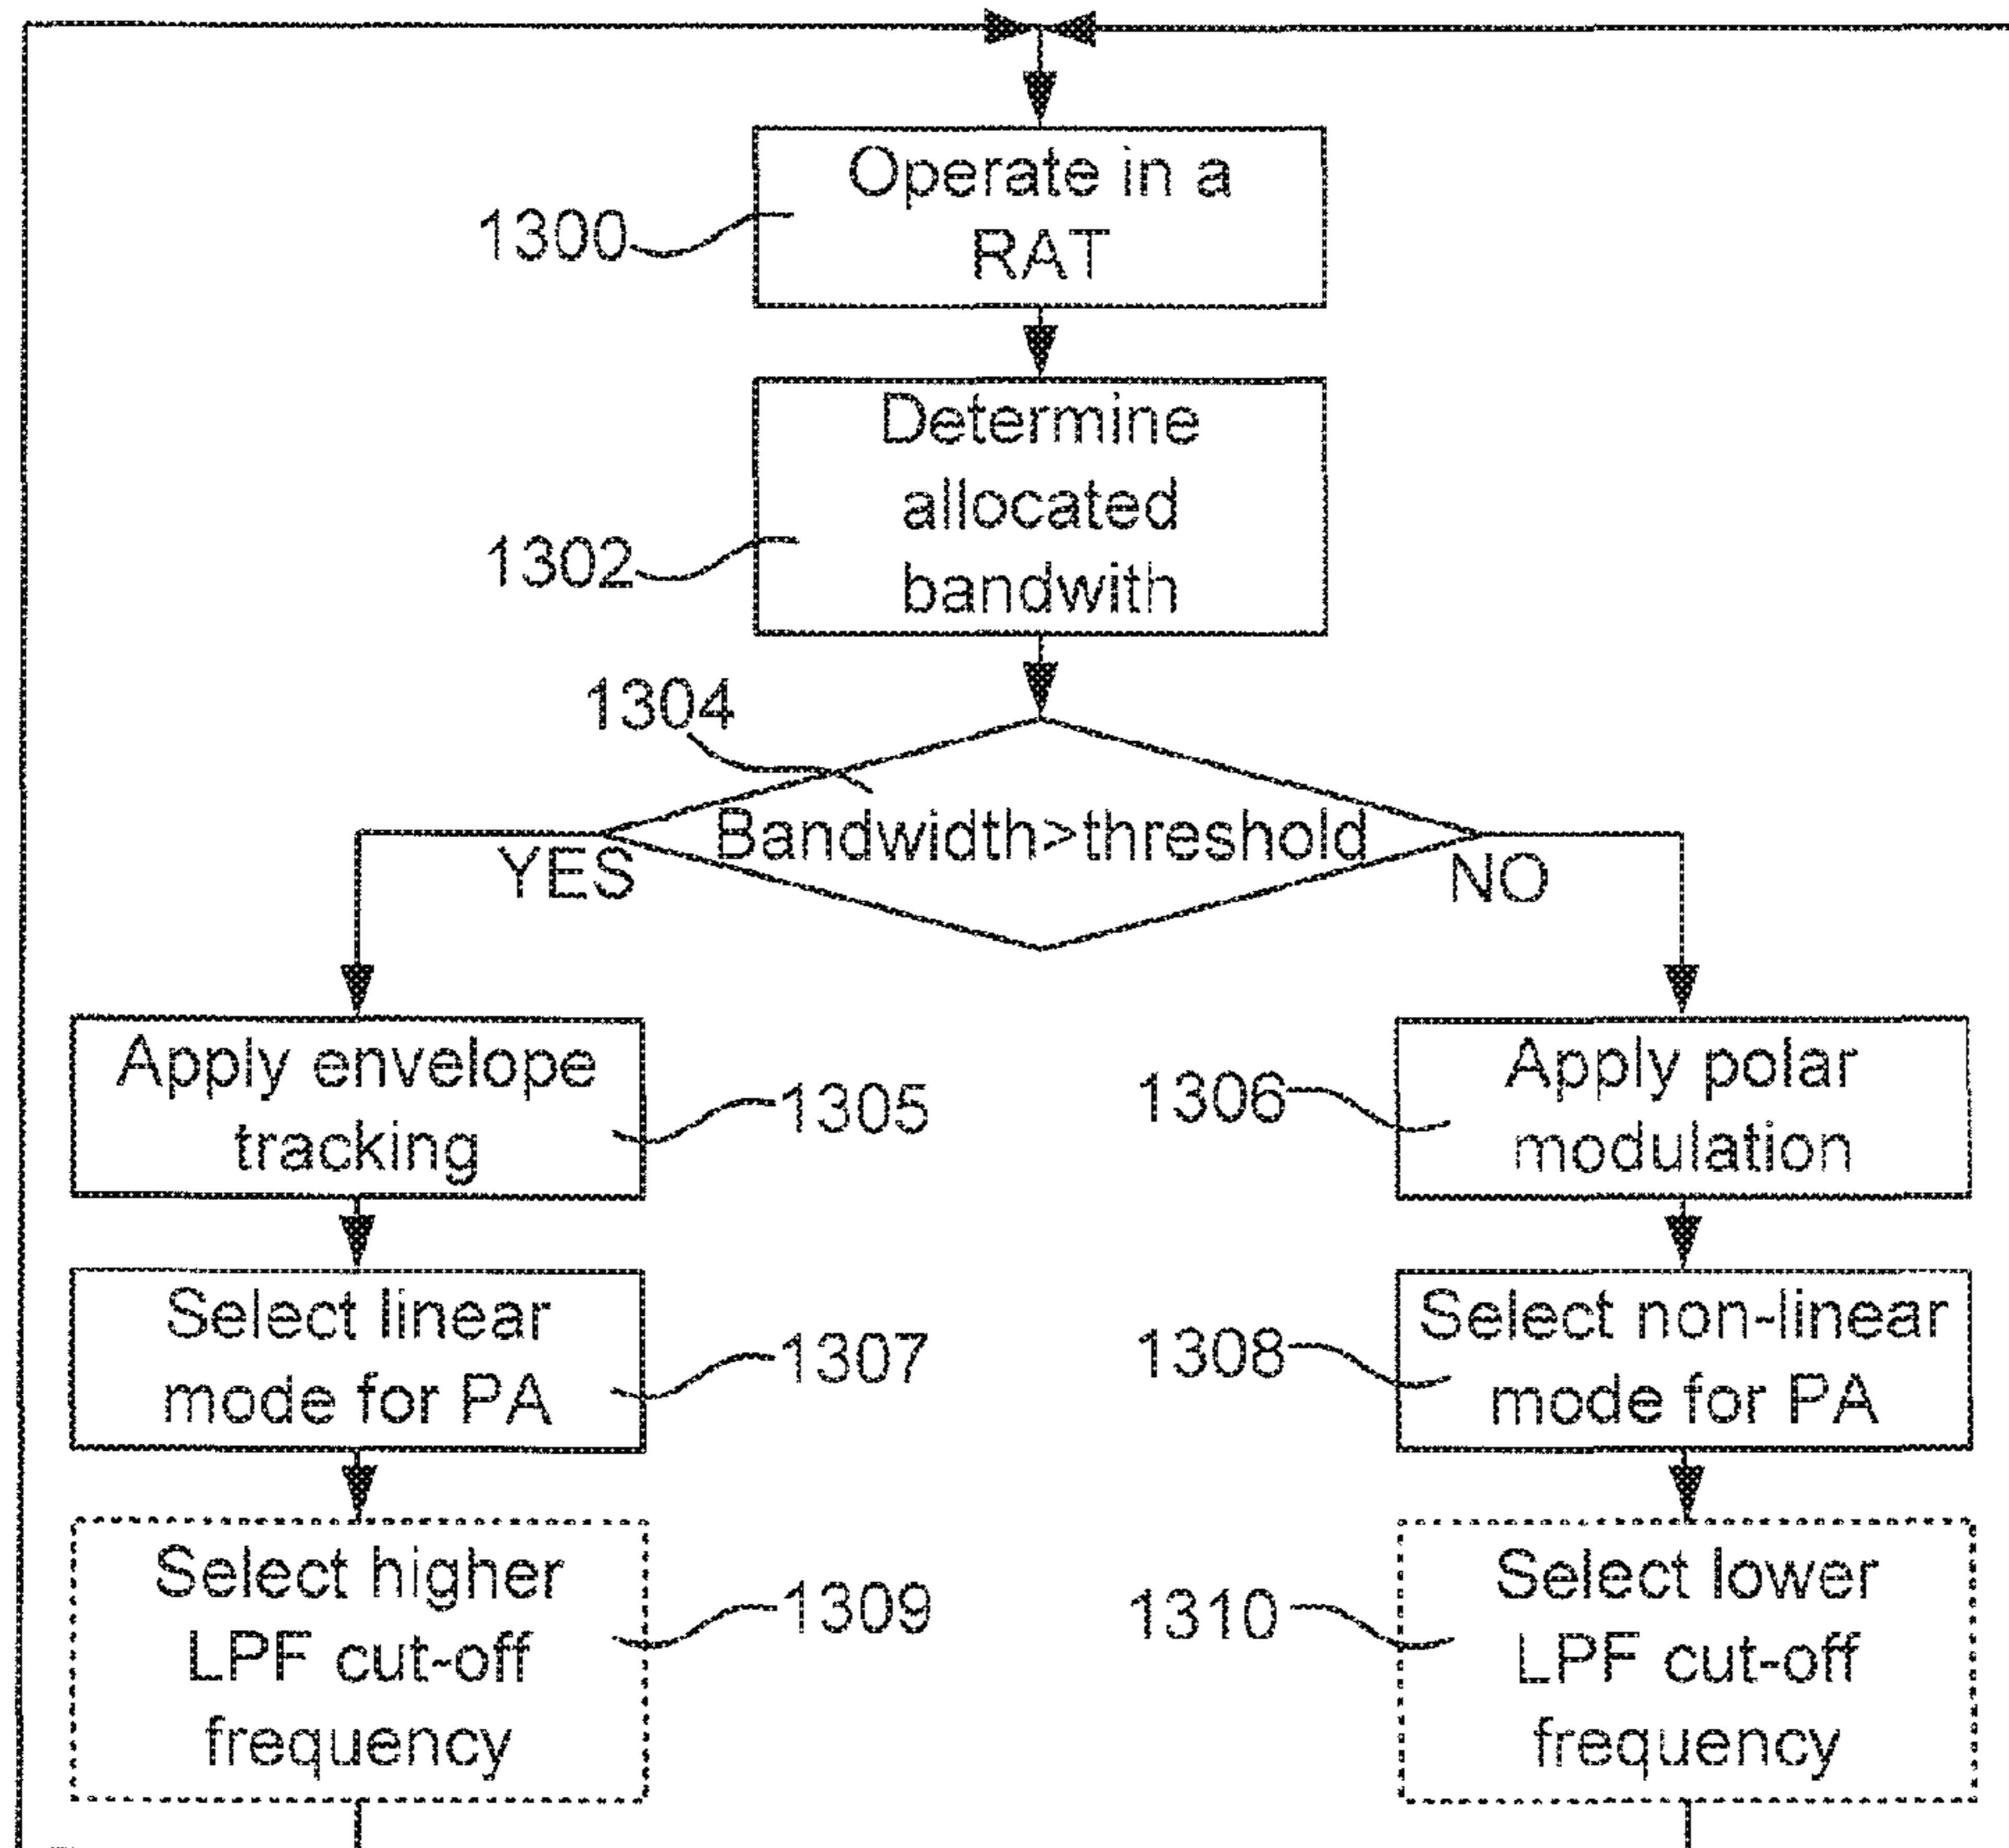 Operate in a
RAT
1300
Determine
allocated
bandwith
1302
1304
Bandwidth>threshold
YES
NO
Apply envelope
tracking
1305
1306
Apply polar
modulation
Select linear
mode for PA
1307
1308
Select non-linear
mode for PA
Select higher
LPF cut-off
frequency
1309
1310
Select lower
LPF cut-off
frequency